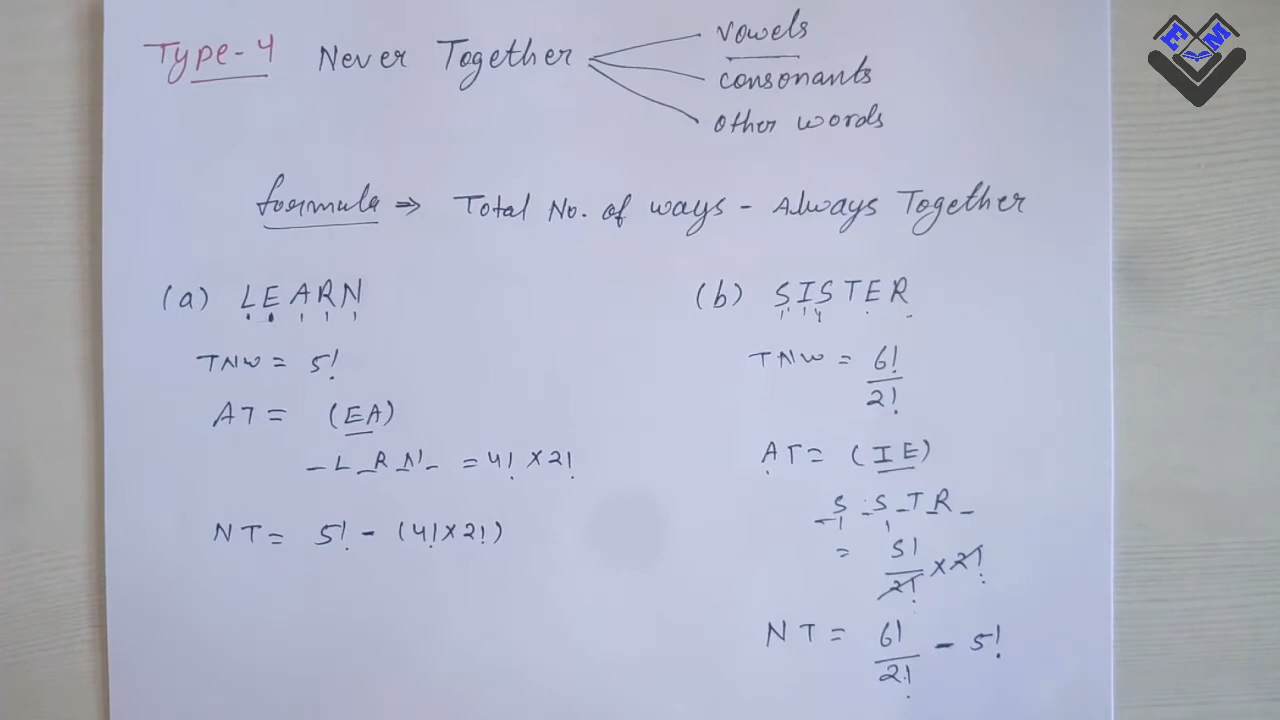 Type-4 Never Together
vowels
consonants
other words
formula ⇒ Total No. of ways - Always Together
(a) LEARN
TNW = 5!
AT = (EA)
_L_R_N_ = 4! × 2!
NT = 5! - (4! × 2!)
(b) SISTER
TNW = 6!
2!
AT = (IE)
_S_S_T_R_
= 5!
2! × 2!
NT = 6!
2! - 5!
EM